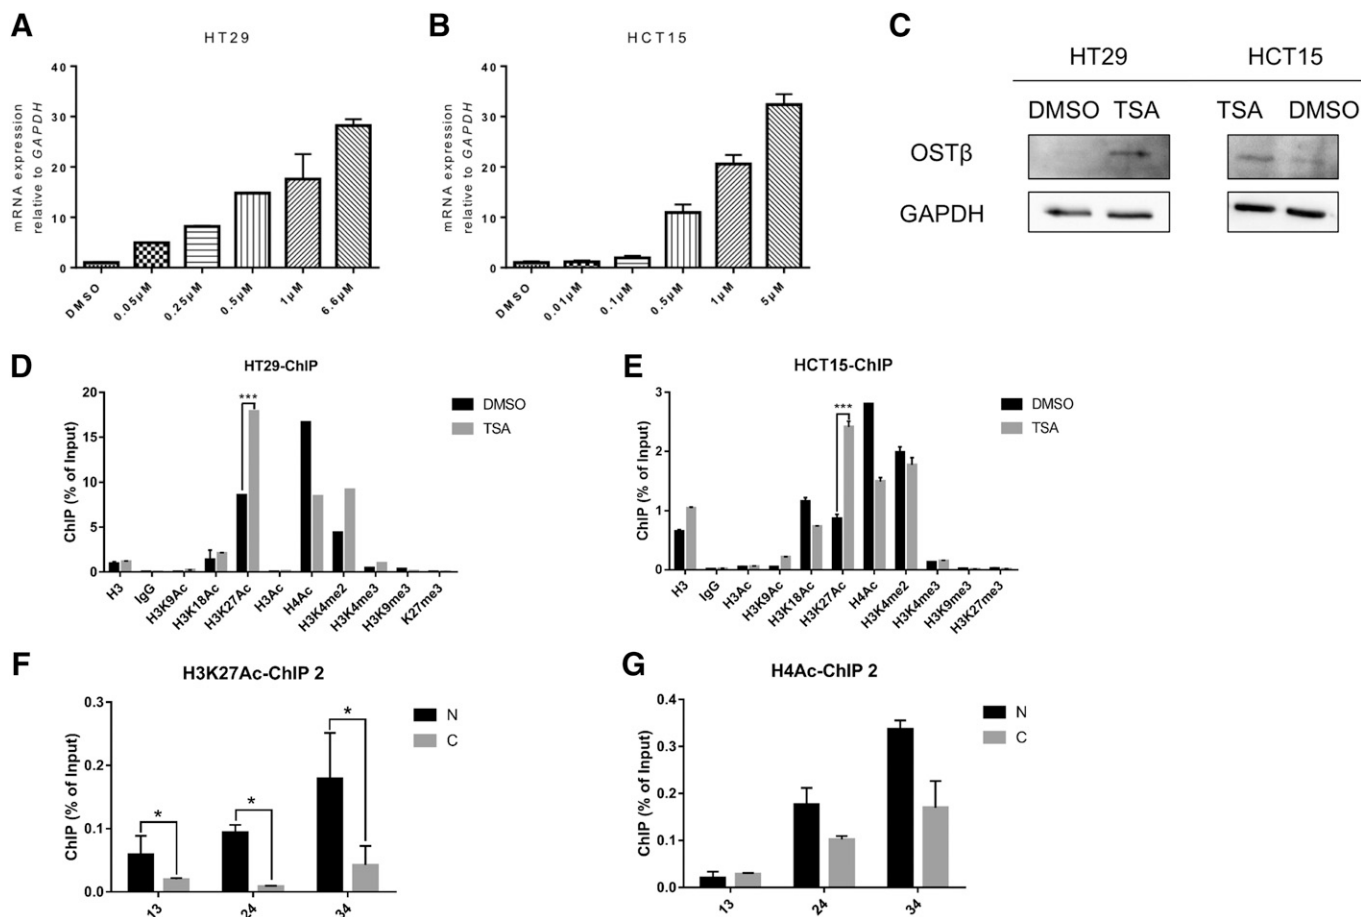 A
HT29
mRNA expression
relative to GAPDH
40
30
20
10
0
DMSO
0.05µM
0.25µM
0.5µM
1µM
6.6µM
B
HCT15
mRNA expression
relative to GAPDH
40
30
20
10
0
DMSO
0.01µM
0.1µM
0.5µM
1µM
5µM
C
HT29 HCT15
DMSO TSA TSA DMSO
OSTβ
GAPDH
D
HT29-ChIP
ChIP (% of Input)
20
15
10
5
0
***
DMSO
TSA
H3
IgG
H3K9Ac
H3K18Ac
H3K27Ac
H3Ac
H4Ac
H3K4me2
H3K4me3
H3K9me3
K27me3
E
HCT15-ChIP
ChIP (% of Input)
3
2
1
0
***
DMSO
TSA
H3
IgG
H3Ac
H3K9Ac
H3K18Ac
H3K27Ac
H4Ac
H3K4me2
H3K4me3
H3K9me3
H3K27me3
F
H3K27Ac-ChIP 2
ChIP (% of Input)
0.3
0.2
0.1
0.0
*
*
*
N
C
13
24
34
G
H4Ac-ChIP 2
ChIP (% of Input)
0.4
0.3
0.2
0.1
0.0
N
C
13
24
34